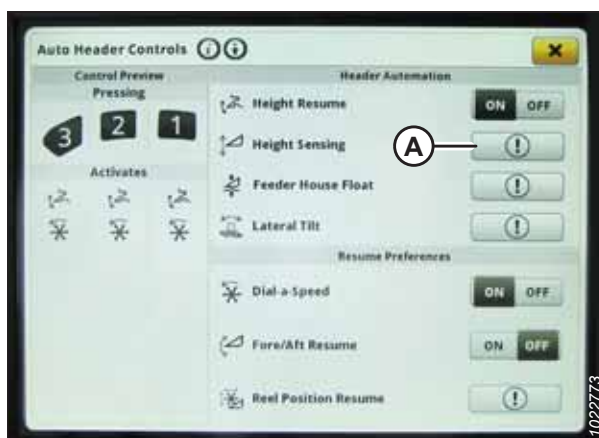 Auto Header Controls
Control Preview
Pressing
3 2 1
Activates
Header Automation
Height Resume ON OFF
Height Sensing
A
Feeder House Float
Lateral Tilt
Resume Preferences
Dial-a-Speed ON OFF
Fore/Aft Resume ON OFF
Reel Position Resume
1022773